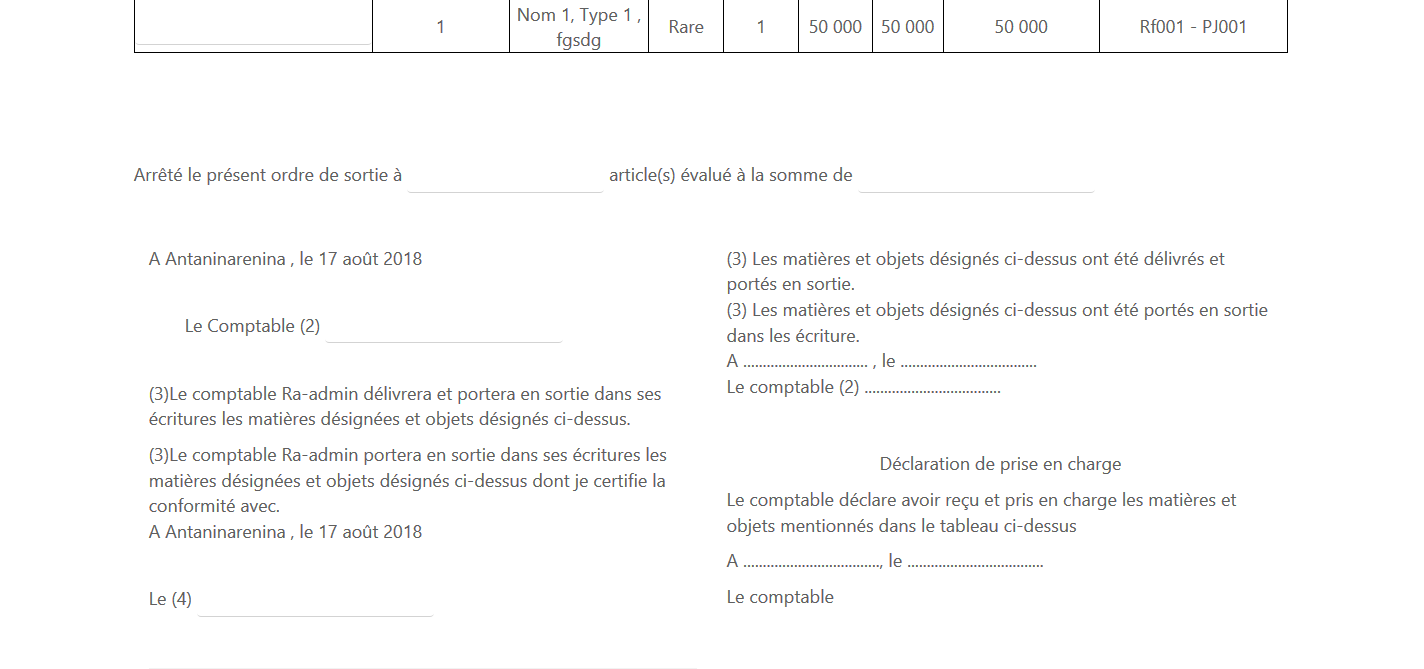 1 Nom 1, Type 1 , fgsdg Rare 1 50 000 50 000 50 000 Rf001 - PJ001
Arrêté le présent ordre de sortie à article(s) évalué à la somme de
A Antaninarenina , le 17 août 2018
Le Comptable (2)
(3)Le comptable Ra-admin délivrera et portera en sortie dans ses
écritures les matières désignées et objets désignés ci-dessus.
(3)Le comptable Ra-admin portera en sortie dans ses écritures les
matières désignées et objets désignés ci-dessus dont je certifie la
conformité avec.
A Antaninarenina , le 17 août 2018
Le (4)
(3) Les matières et objets désignés ci-dessus ont été délivrés et
portés en sortie.
(3) Les matières et objets désignés ci-dessus ont été portés en sortie
dans les écriture.
A ................................ , le ...................................
Le comptable (2) ...................................
Déclaration de prise en charge
Le comptable déclare avoir reçu et pris en charge les matières et
objets mentionnés dans le tableau ci-dessus
A ..................................., le ...................................
Le comptable